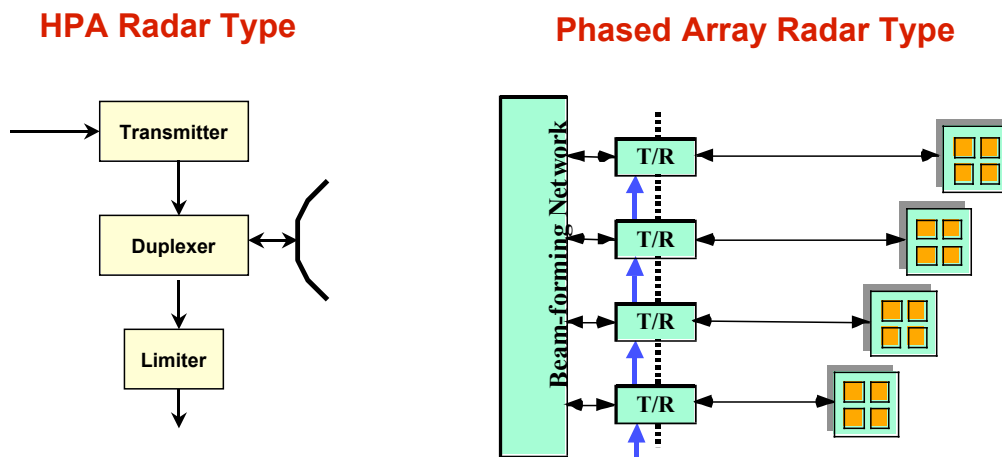 HPA Radar Type
Transmitter
Duplexer
Limiter
Phased Array Radar Type
Beam-forming Network
T/R
T/R
T/R
T/R